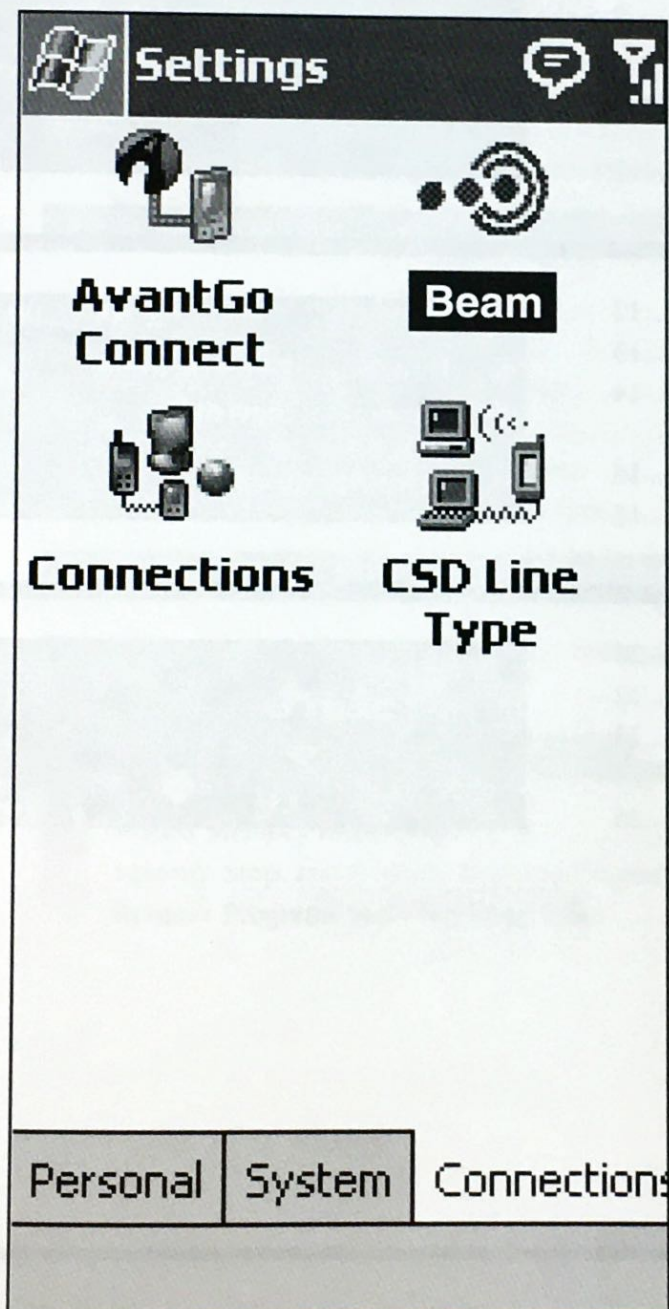 Settings
AvantGo
Connect
Beam
Connections
CSD Line
Type
Personal
System
Connections